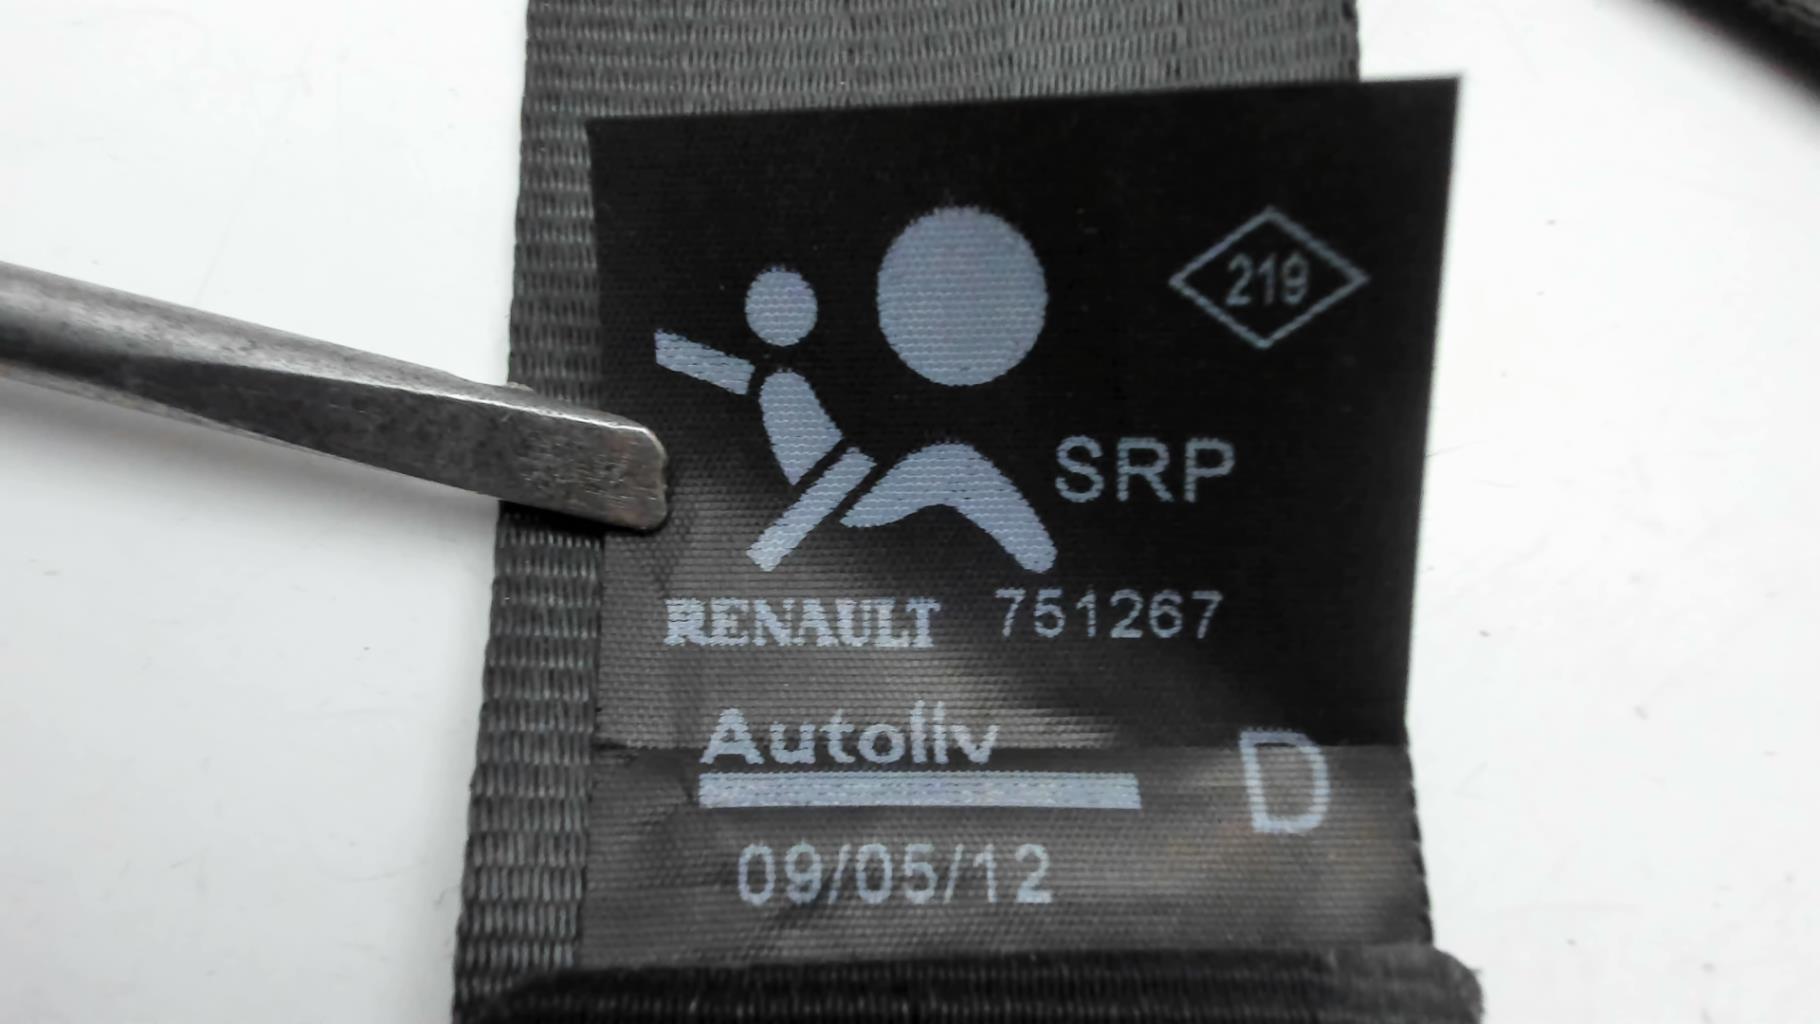 219
SRP
RENAULT 751267
Autoliv
D
09/05/12